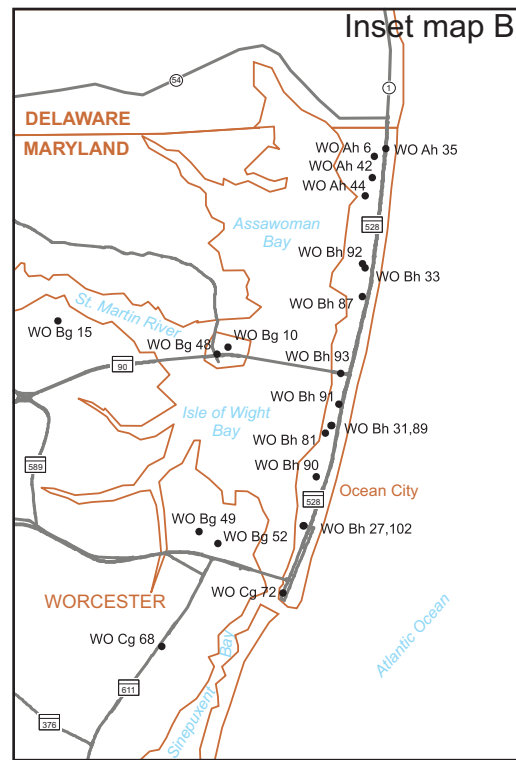 Inset map B
54
1
DELAWARE
MARYLAND
WO Ah 6
WO Ah 35
WO Ah 42
WO Ah 44
528
Assawoman
Bay
WO Bh 92
WO Bh 33
WO Bh 87
St. Martin River
WO Bg 15
WO Bg 10
WO Bg 48
90
WO Bh 93
WO Bh 91
Isle of Wight
Bay
WO Bh 31,89
WO Bh 81
589
WO Bh 90
Ocean City
528
WO Bg 49
WO Bh 27,102
WO Bg 52
WORCESTER
WO Cg 72
WO Cg 68
Atlantic Ocean
Sinepuxent Bay
611
376